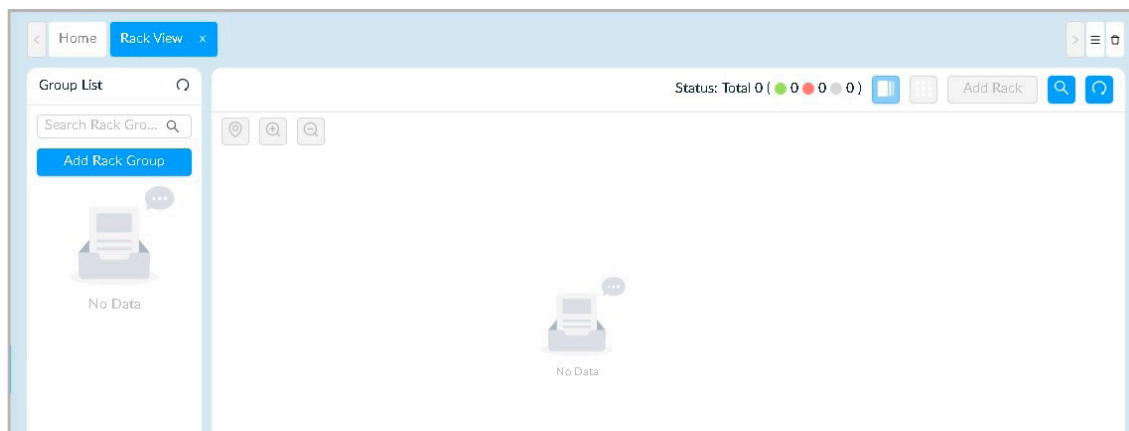 Home
Rack View x
Group List
Status: Total 0 ( 0 0 0 )
Add Rack
Search Rack Gro...
Add Rack Group
No Data
No Data